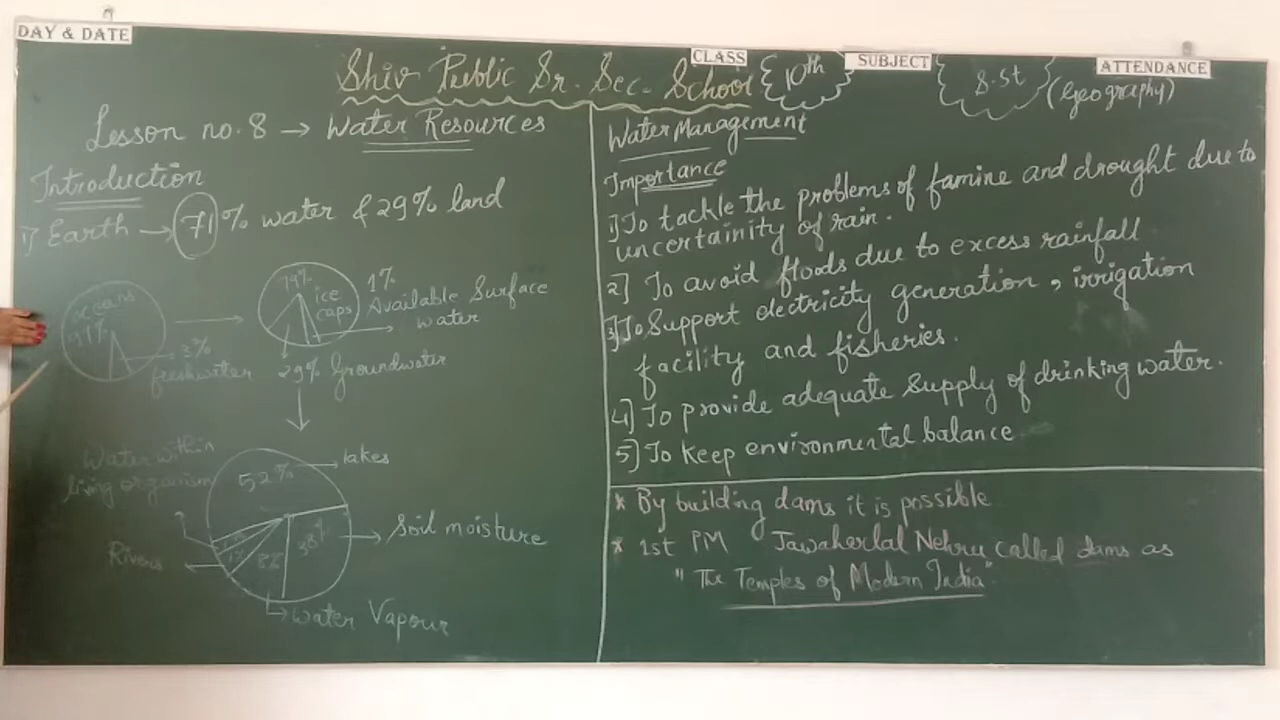 DAY & DATE
CLASS
SUBJECT
ATTENDANCE
Shiv Public Sr. Sec. School
10th
S.St
(Geography)
Lesson no. 8 → Water Resources
Introduction
1) Earth → 71% water & 29% land
oceans
97%
3%
freshwater
79%
ice
caps
1%
Available Surface
water
29% Groundwater
Water within
living organism
52%
lakes
38%
Soil moisture
8%
1%
Rivers
Water Vapour
Water Management
Importance
1) To tackle the problems of famine and drought due to
uncertainity of rain.
2] To avoid floods due to excess rainfall
3] To Support electricity generation, irrigation
facility and fisheries.
4] To provide adequate Supply of drinking water.
5) To Keep environmental balance
* By building dams it is possible
* 1st PM Jawaherlal Nehru called dams as
"The Temples of Modern India".